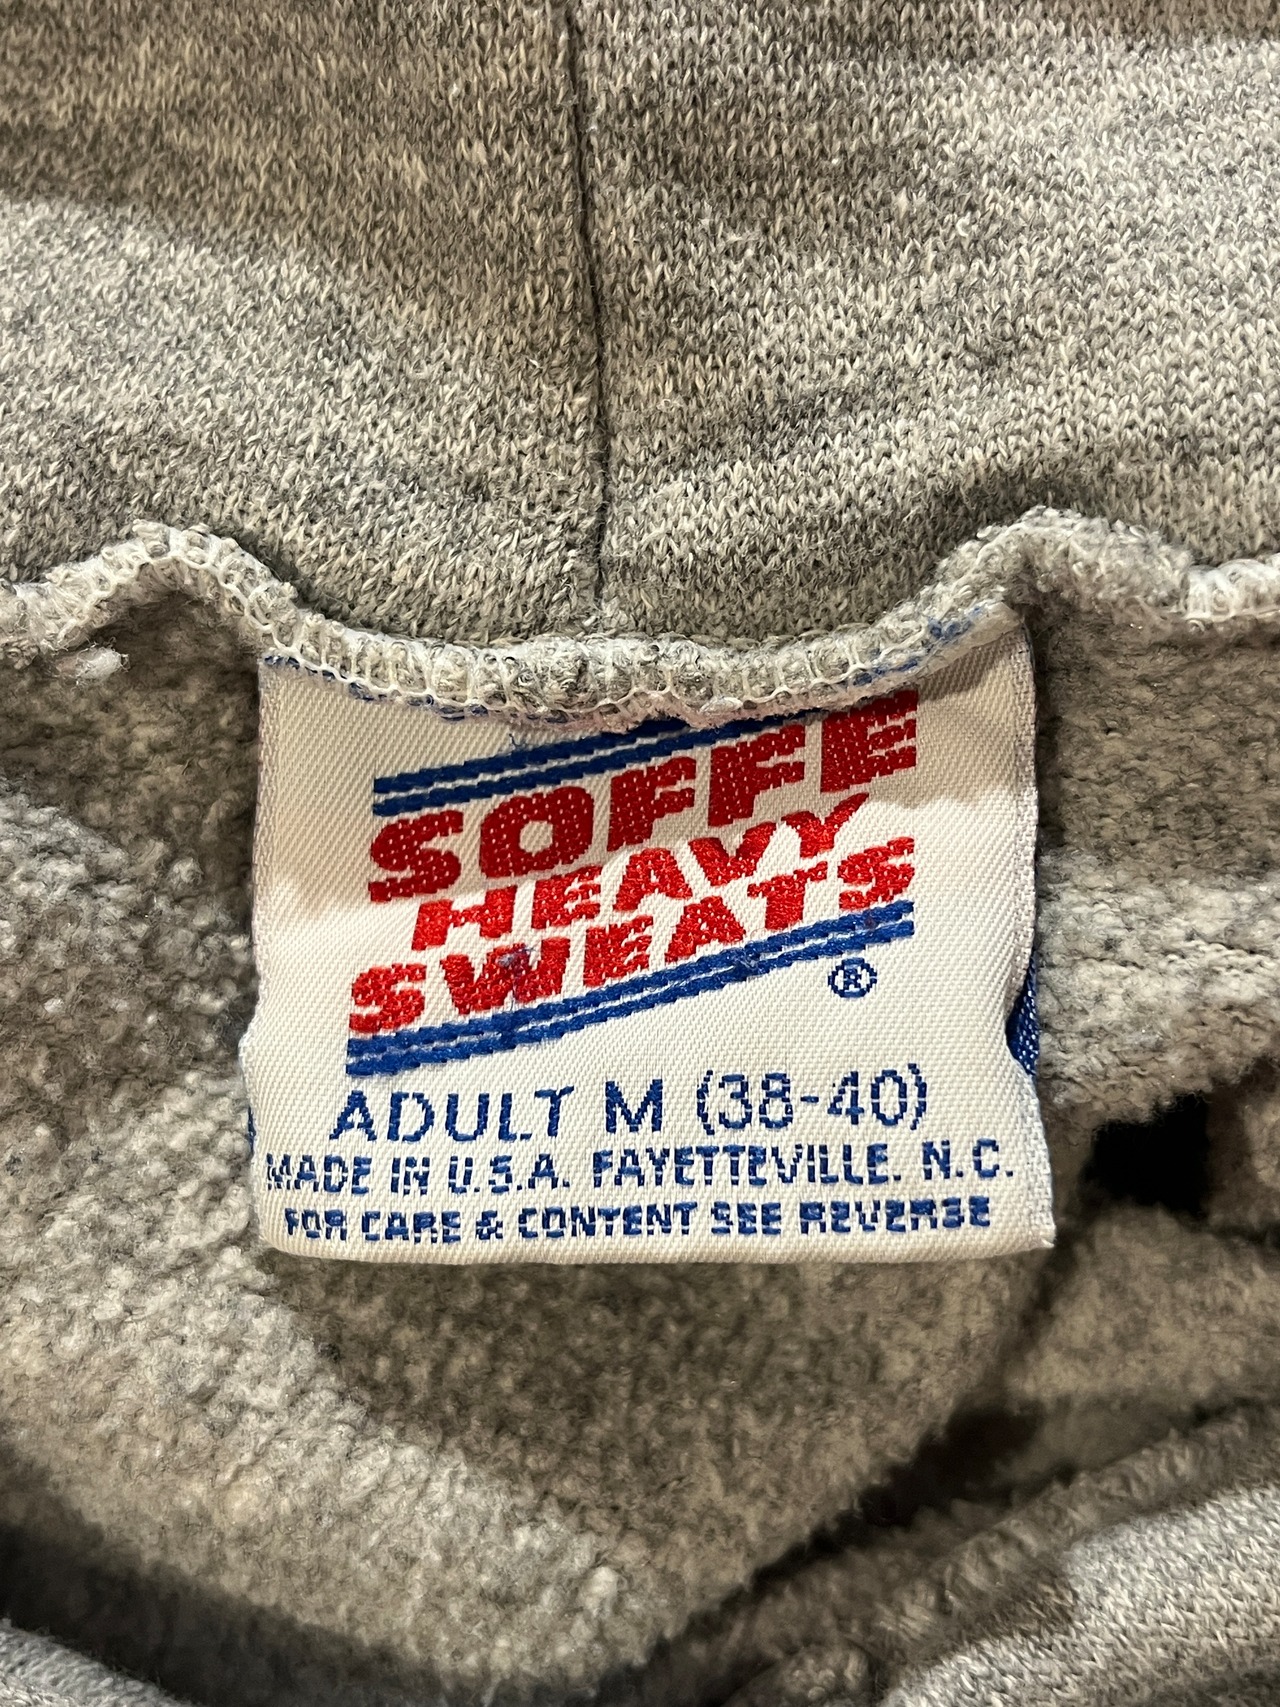 SOFFE
HEAVY
SWEATS
®
ADULT M (38-40)
MADE IN U.S.A. FAYETTEVILLE. N.C.
FOR CARE & CONTENT SEE REVERSE